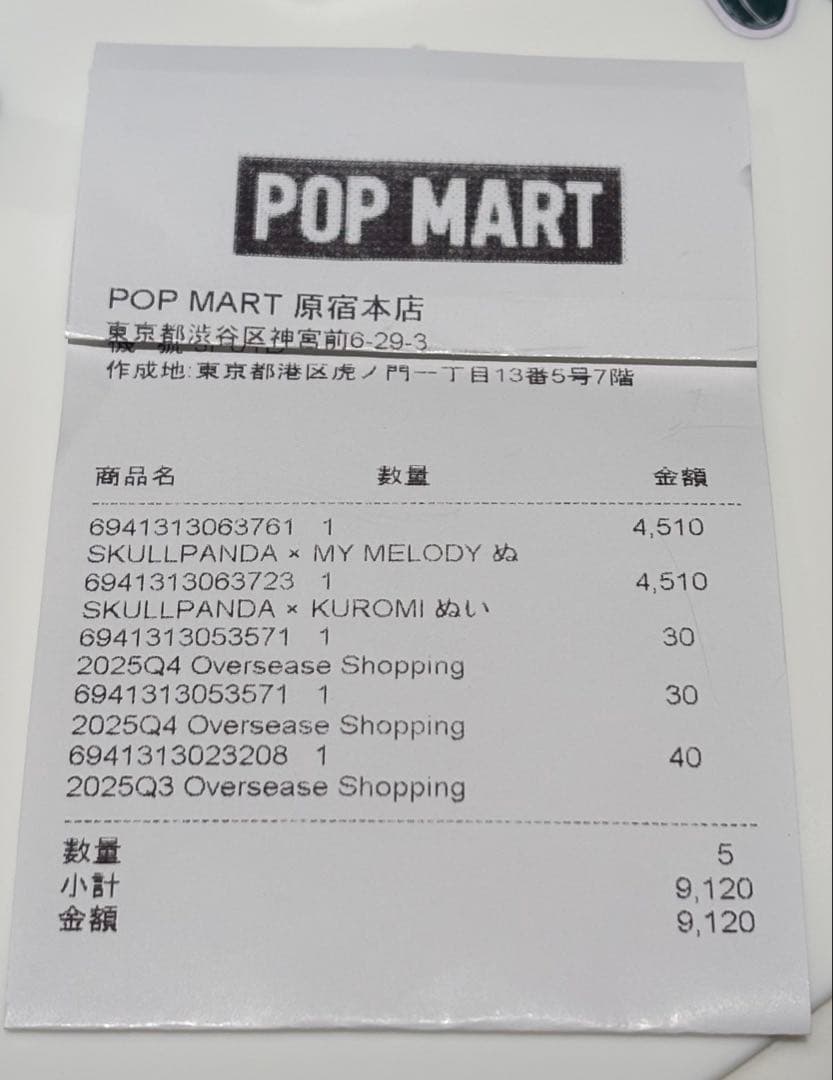 POP MART
POP MART 原宿本店
東京都渋谷区神宮前6-29-3
作成地:東京都港区虎ノ門一丁目13番5号7階
商品名 数量 金額
6941313063761 1 4,510
SKULLPANDA × MY MELODY ぬ
6941313063723 1 4,510
SKULLPANDA × KUROMI ぬい
6941313053571 1 30
2025Q4 Oversease Shopping
6941313053571 1 30
2025Q4 Oversease Shopping
6941313023208 1 40
2025Q3 Oversease Shopping
数量 5
小計 9,120
金額 9,120